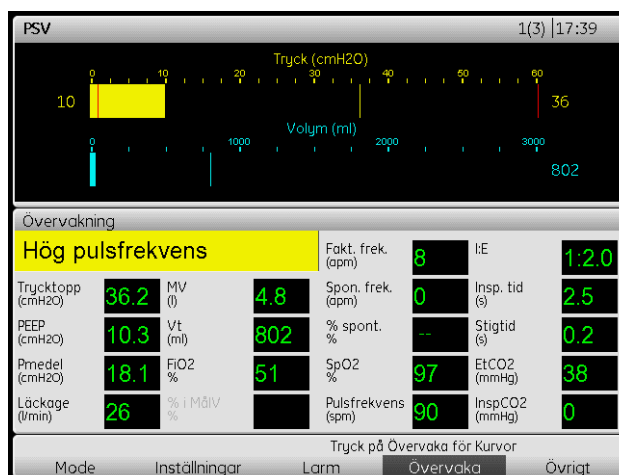 PSV 1(3) |17:39
Tryck (cmH2O)
0 10 20 30 40 50 60
10 36
Volym (ml)
0 1000 2000 3000
802
Övervakning
Hög pulsfrekvens
Fakt. frek. (apm) 8 I:E 1:2.0
Trycktopp (cmH2O) 36.2 MV (l) 4.8 Spon. frek. (apm) 0 Insp. tid (s) 2.5
PEEP (cmH2O) 10.3 Vt (ml) 802 % spont. % -- Stigtid (s) 0.2
Pmedel (cmH2O) 18.1 FiO2 % 51 SpO2 % 97 EtCO2 (mmHg) 38
Läckage (l/min) 26 % i MålV % Pulsfrekvens (spm) 90 InspCO2 (mmHg) 0
Tryck på Övervaka för Kurvor
Mode Inställningar Larm Övervaka Övrigt